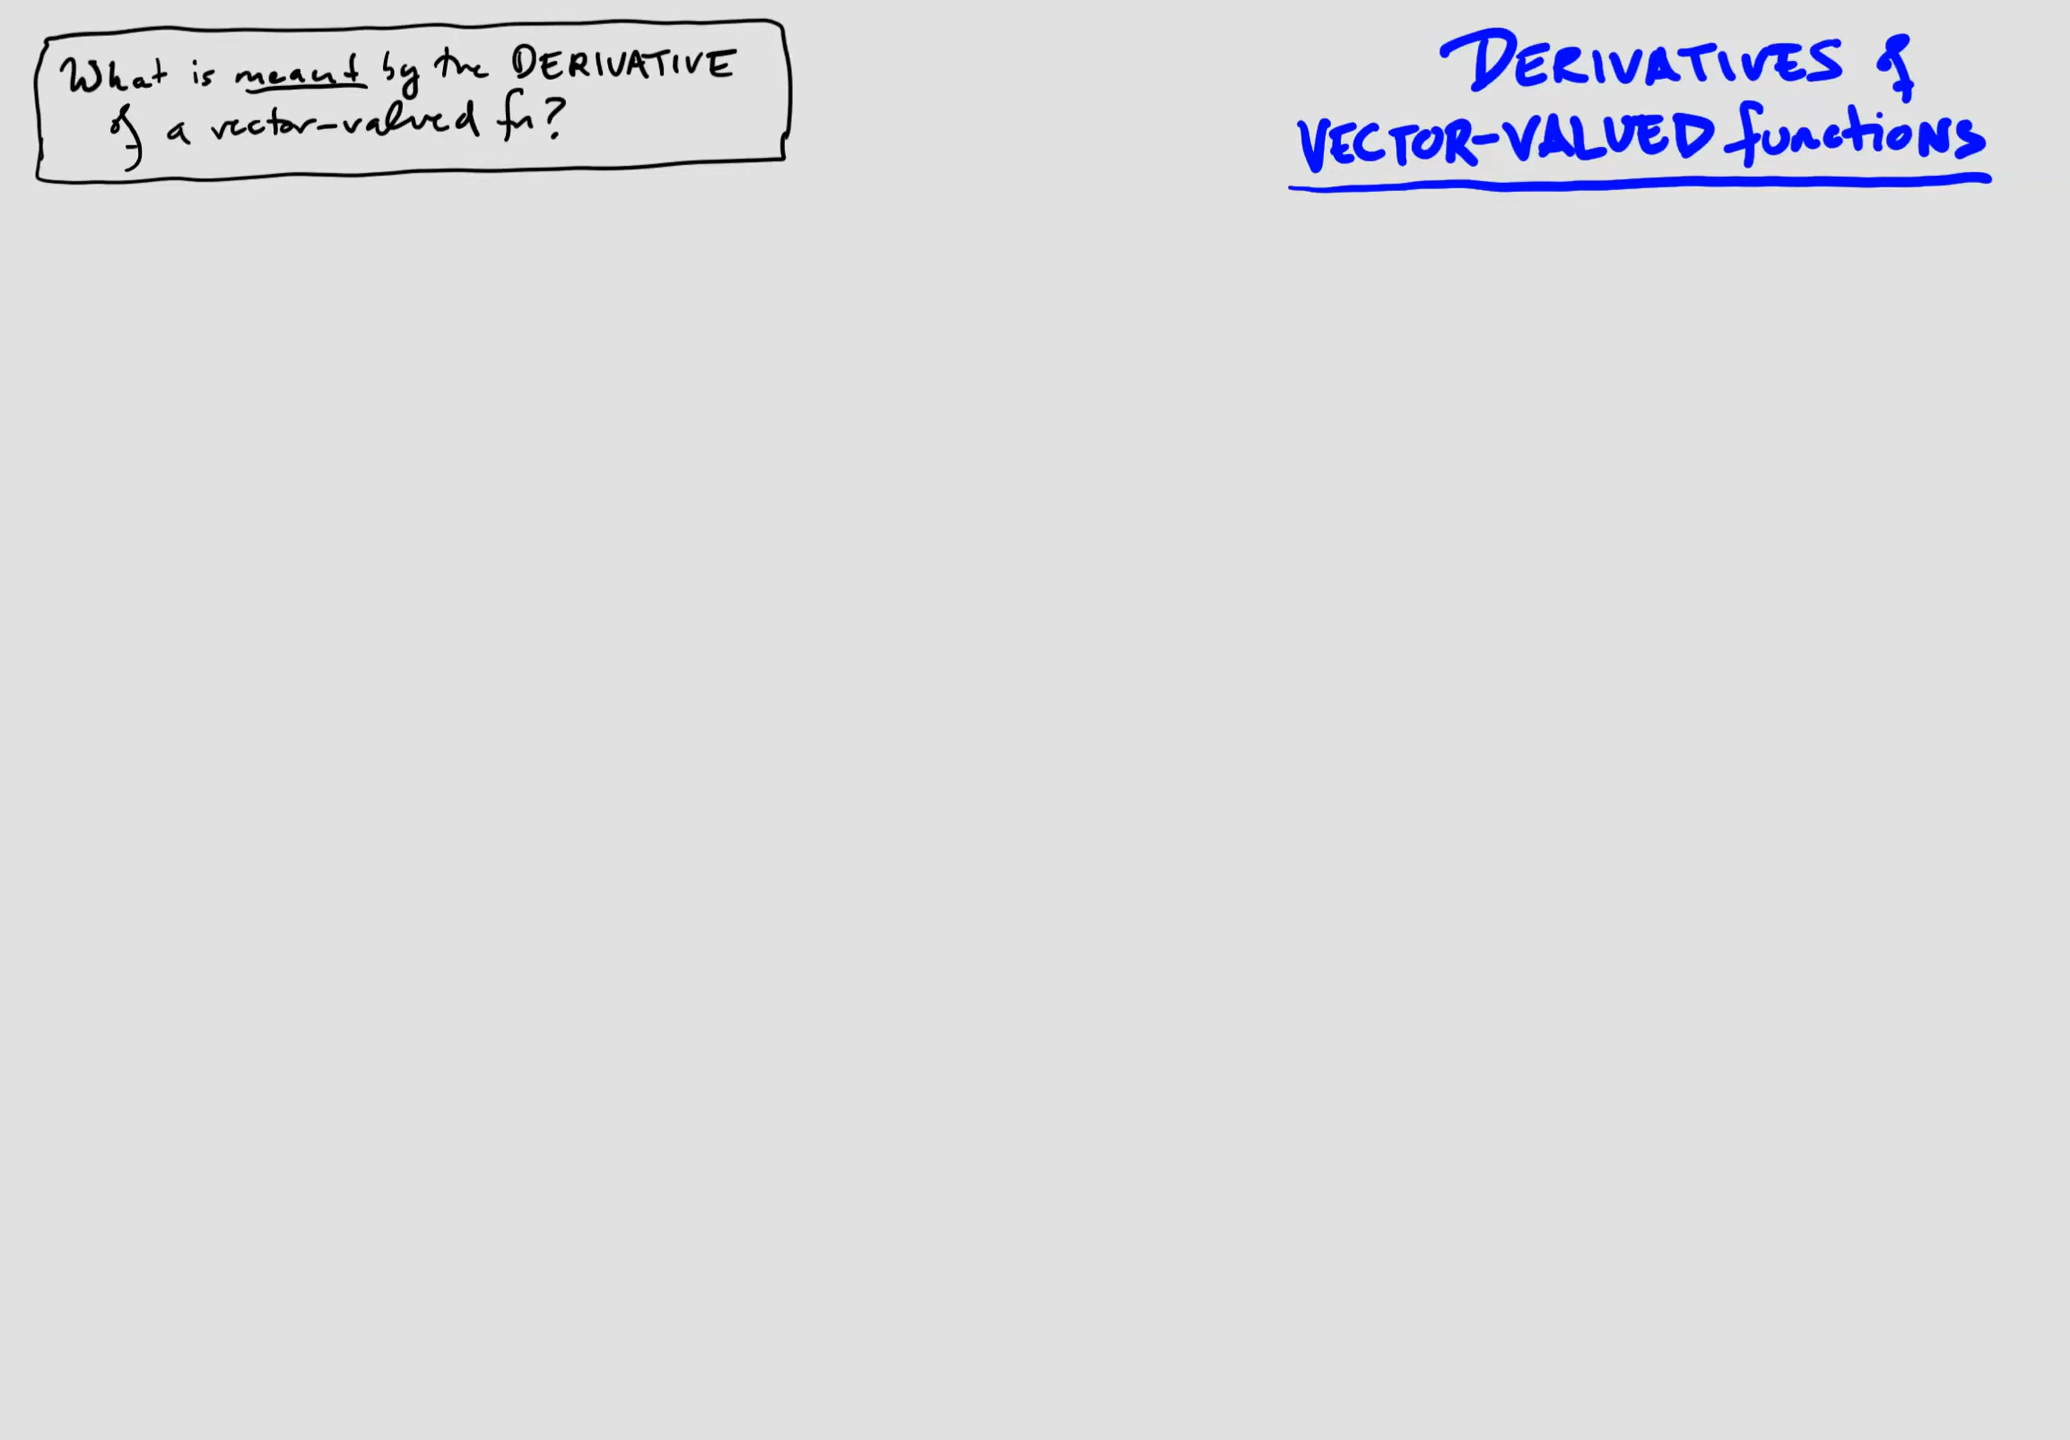 What is meant by the DERIVATIVE
of a vector-valued fn?
DERIVATIVES of
VECTOR-VALUED functions